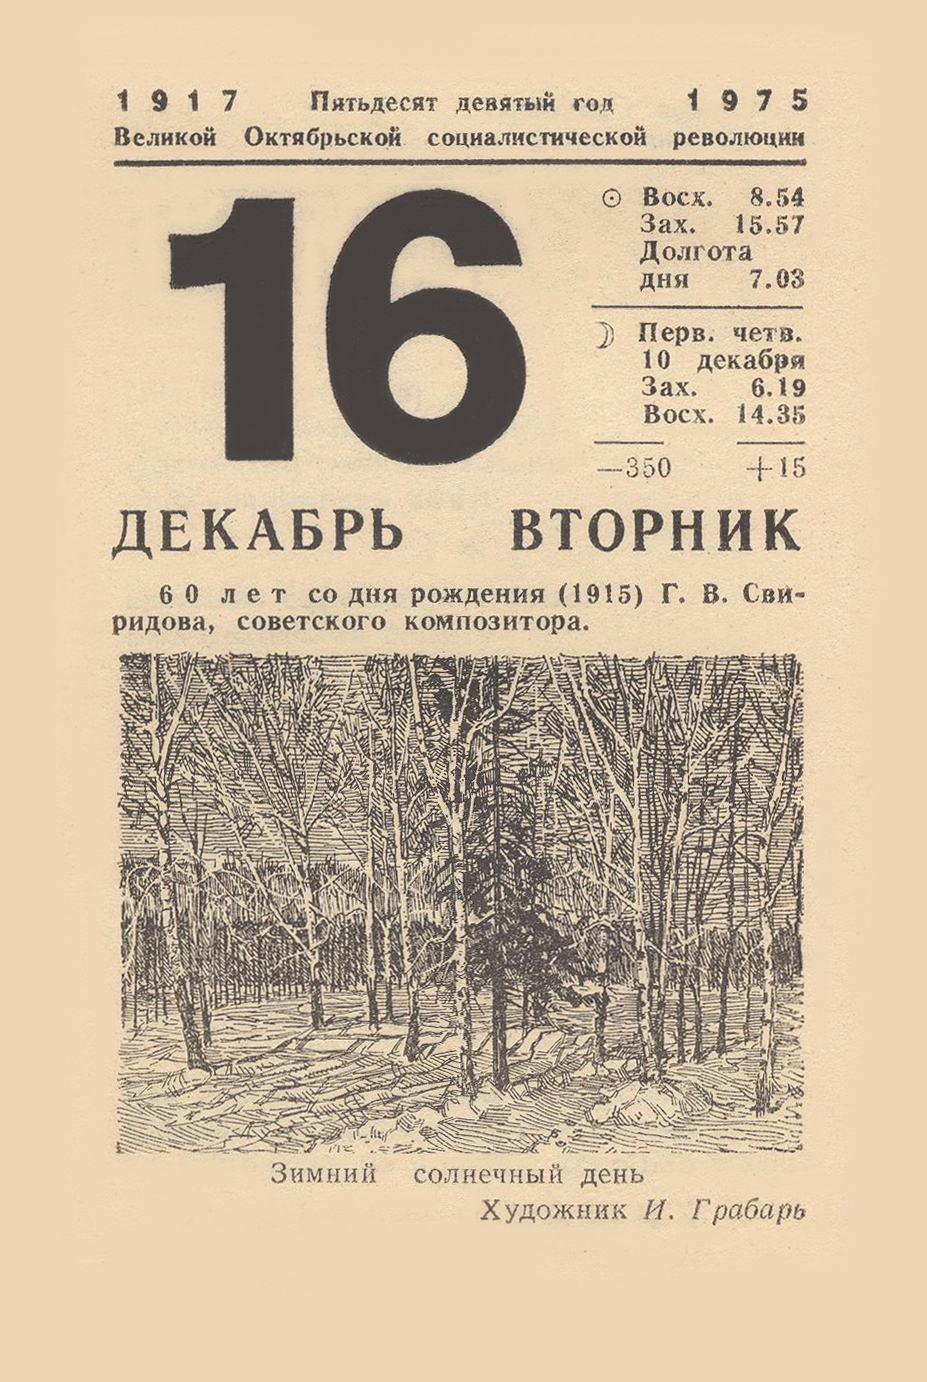 1917 Пятьдесят девятый год 1975
Великой Октябрьской социалистической революции
16
Восх. 8.54
Зах. 15.57
Долгота
дня 7.03
Перв. четв.
10 декабря
Зах. 6.19
Восх. 14.35
—350 +15
ДЕКАБРЬ ВТОРНИК
60 лет со дня рождения (1915) Г. В. Сви-
ридова, советского композитора.
Зимний солнечный день
Художник И. Грабарь